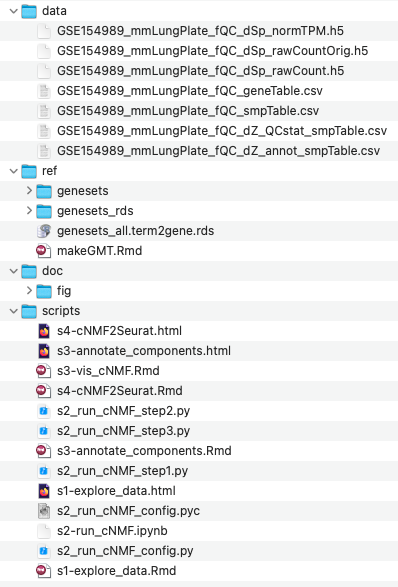 data
GSE154989_mmLungPlate_fQC_dSp_normTPM.h5
GSE154989_mmLungPlate_fQC_dSp_rawCountOrig.h5
GSE154989_mmLungPlate_fQC_dSp_rawCount.h5
GSE154989_mmLungPlate_fQC_geneTable.csv
GSE154989_mmLungPlate_fQC_smpTable.csv
GSE154989_mmLungPlate_fQC_dZ_QCstat_smpTable.csv
GSE154989_mmLungPlate_fQC_dZ_annot_smpTable.csv
ref
genesets
genesets_rds
genesets_all.term2gene.rds
makeGMT.Rmd
doc
fig
scripts
s4-cNMF2Seurat.html
s3-annotate_components.html
s3-vis_cNMF.Rmd
s4-cNMF2Seurat.Rmd
s2_run_cNMF_step2.py
s2_run_cNMF_step3.py
s3-annotate_components.Rmd
s2_run_cNMF_step1.py
s1-explore_data.html
s2_run_cNMF_config.pyc
s2-run_cNMF.ipynb
s2_run_cNMF_config.py
s1-explore_data.Rmd